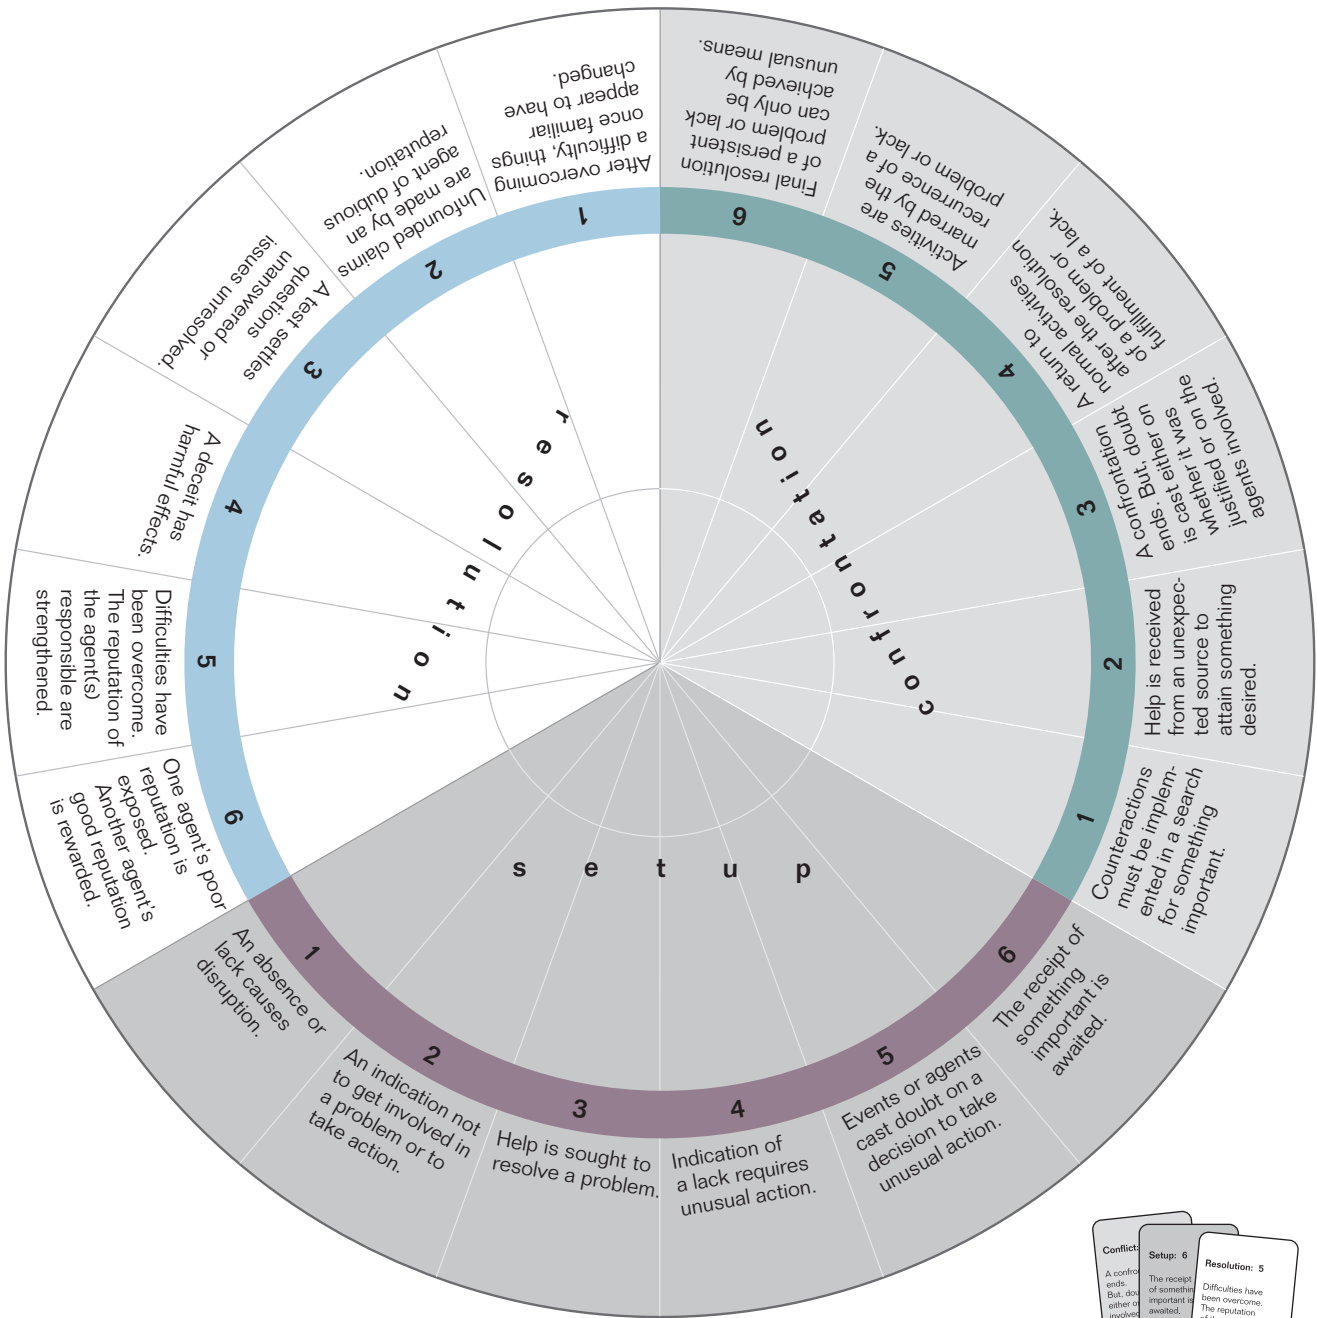 setup
1
An absence or
lack causes
disruption.
2
An indication not
to get involved in
a problem or to
take action.
3
Help is sought to
resolve a problem.
4
Indication of
a lack requires
unusual action.
5
Events or agents
cast doubt on a
decision to take
unusual action.
6
The receipt of
something
important is
awaited.
confrontation
1
Counteractions
must be implem-
ented in a search
for something
important.
2
Help is received
from an unexpec-
ted source to
attain something
desired.
3
A confrontation
ends. But, doubt
is cast either on
whether it was
justified or on the
agents involved.
4
A return to
normal activities
after the resolution
of a problem or
fulfillment of a lack.
5
Activities are
marred by the
recurrence of a
problem or lack.
6
Final resolution
of a persistent
problem or lack
can only be
achieved by
unusual means.
resolution
1
After overcoming
a difficulty, things
once familiar
appear to have
changed.
2
Unfounded claims
are made by an
agent of dubious
reputation.
3
A test settles
questions
unanswered or
issues unresolved.
4
A deceit has
harmful effects.
5
Difficulties have
been overcome.
The reputation of
the agent(s)
responsible are
strengthened.
6
One agent's poor
reputation is
exposed.
Another agent's
good reputation
is rewarded.
Conflict:
ends.
either
Setup: 6
The receipt
important is
awaited.
Resolution: 5
Difficulties have
been overcome.
The reputation